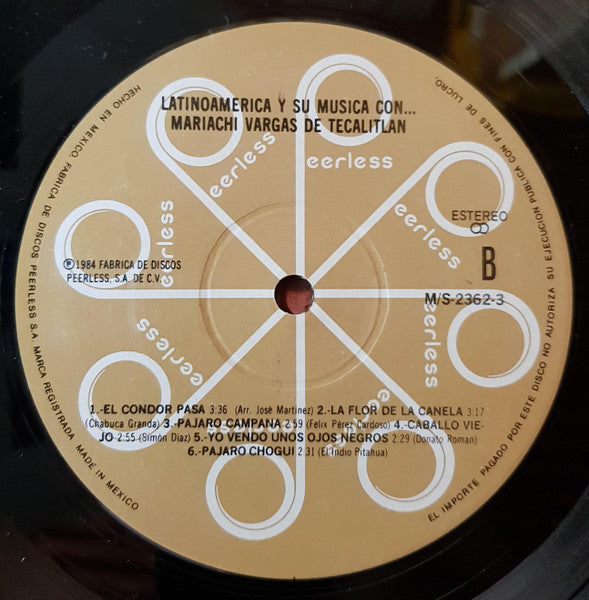 LATINOAMERICA Y SU MUSICA CON...
MARIACHI VARGAS DE TECALITLAN
ESTEREO
B
M/S-2362-3
℗1984 FABRICA DE DISCOS
PEERLESS, S.A. DE C.V.
1.-EL CONDOR PASA 3:36 (Arr. José Martínez) 2.-LA FLOR DE LA CANELA 3:17
(Chabuca Granda) 3.-PAJARO CAMPANA 2:59 (Felix Pérez Cardoso) 4.-CABALLO VIE-
JO 2:55 (Simón Díaz) 5.-YO VENDO UNOS OJOS NEGROS 2:29 (Donato Roman)
6.-PAJARO CHOGUI 2:31 (El Indio Pitahua)
HECHO EN MEXICO. FABRICA DE DISCOS PEERLESS S.A. MARCA REGISTRADA. MADE IN MEXICO
EL IMPORTE PAGADO POR ESTE DISCO NO AUTORIZA SU EJECUCION PUBLICA CON FINES DE LUCRO.
eerless
eerless
eerless
eerless
eerless
eerless
eerless